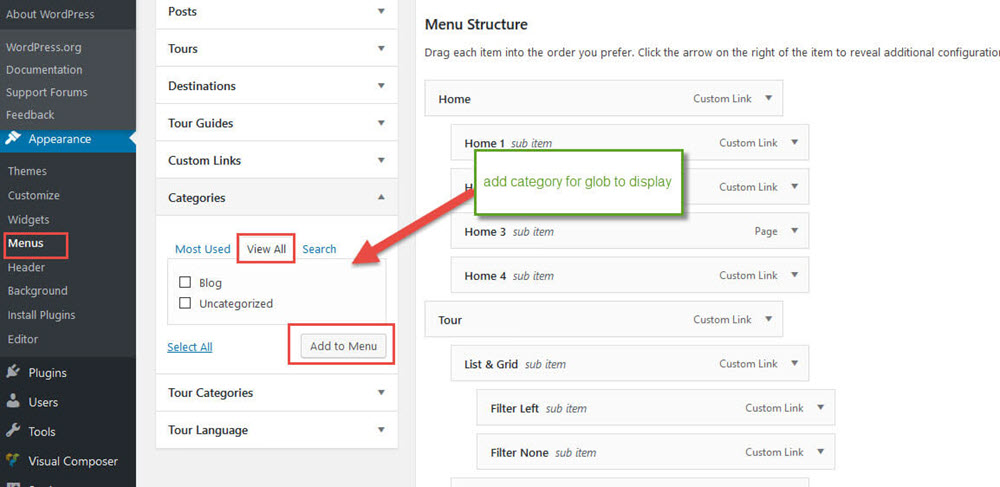 About WordPress
WordPress.org
Documentation
Support Forums
Feedback
Appearance
Themes
Customize
Widgets
Menus
Header
Background
Install Plugins
Editor
Plugins
Users
Tools
Visual Composer
Posts
Tours
Destinations
Tour Guides
Custom Links
Categories
Most Used View All Search
Blog
Uncategorized
Select All Add to Menu
Tour Categories
Tour Language
Menu Structure
Drag each item into the order you prefer. Click the arrow on the right of the item to reveal additional configuration
Home Custom Link
Home 1 sub item Custom Link
add category for glob to display
Custom Link
Home 3 sub item Page
Home 4 sub item Custom Link
Tour Custom Link
List & Grid sub item Custom Link
Filter Left sub item Custom Link
Filter None sub item Custom Link